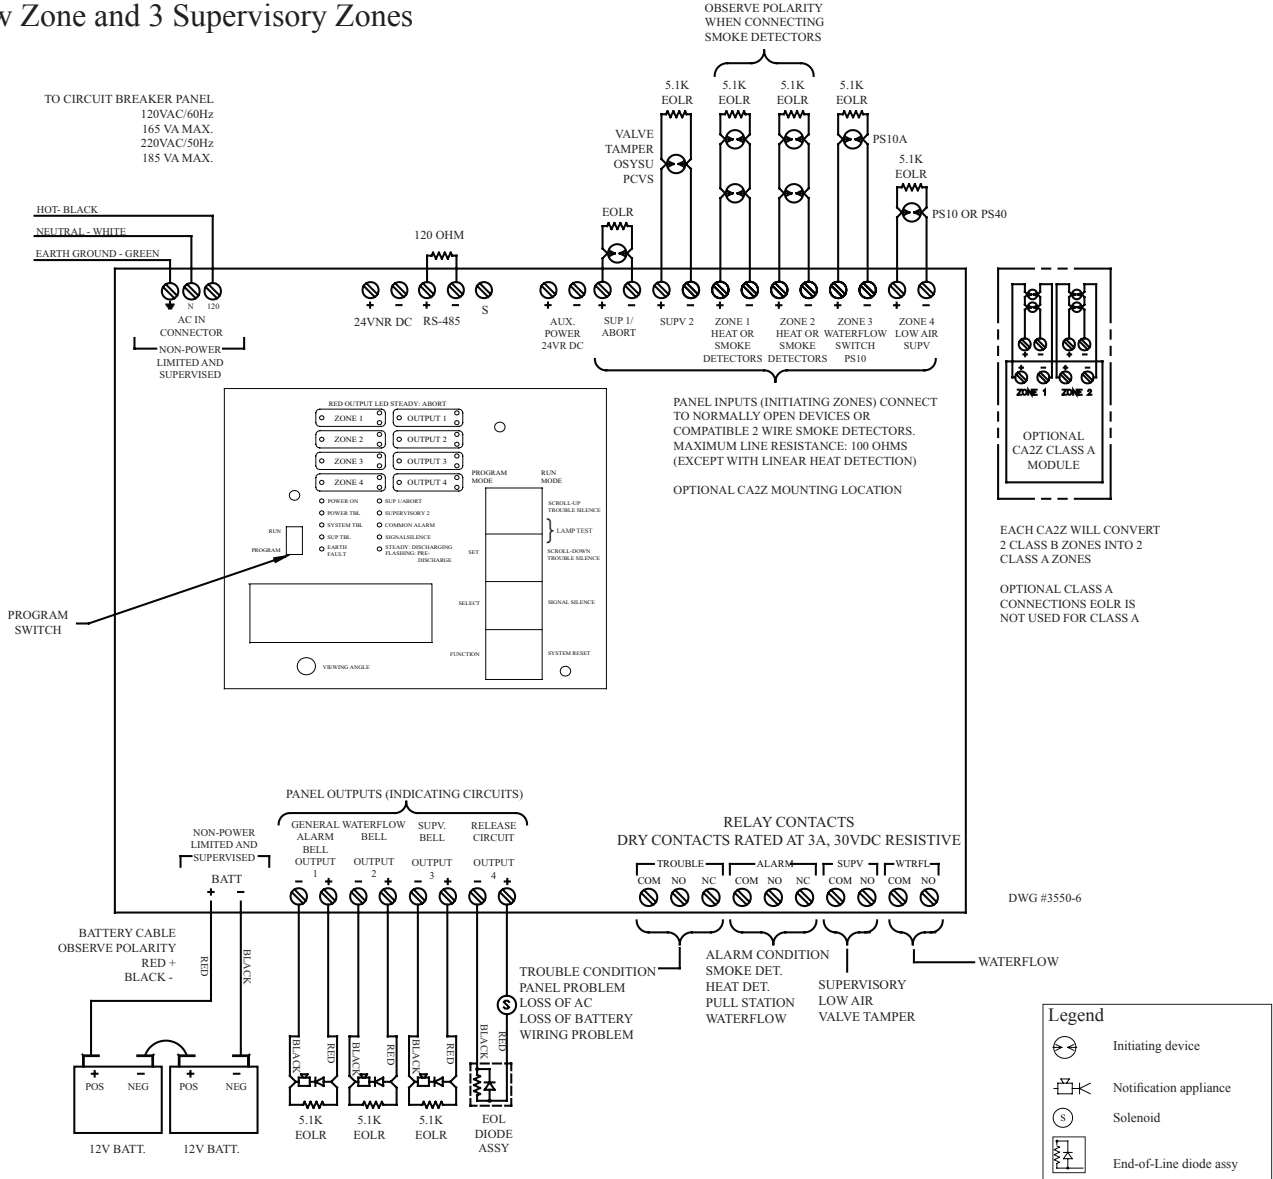 w Zone and 3 Supervisory Zones
OBSERVE POLARITY
WHEN CONNECTING
SMOKE DETECTORS
TO CIRCUIT BREAKER PANEL
120VAC/60Hz
165 VA MAX.
220VAC/50Hz
185 VA MAX.
HOT- BLACK
NEUTRAL - WHITE
EARTH GROUND - GREEN
120 OHM
EOLR
VALVE
TAMPER
OSYSU
PCVS
5.1K
EOLR
5.1K
EOLR
5.1K
EOLR
5.1K
EOLR
PS10A
5.1K
EOLR
PS10 OR PS40
N
120
AC IN
CONNECTOR
NON-POWER
LIMITED AND
SUPERVISED
+ −
24VNR DC
+ −
RS-485
S
+ −
AUX.
POWER
24VR DC
+ −
SUP 1/
ABORT
+ −
SUPV 2
+ −
ZONE 1
HEAT OR
SMOKE
DETECTORS
+ −
ZONE 2
HEAT OR
SMOKE
DETECTORS
+ −
ZONE 3
WATERFLOW
SWITCH
PS10
+ −
ZONE 4
LOW AIR
SUPV
PANEL INPUTS (INITIATING ZONES) CONNECT
TO NORMALLY OPEN DEVICES OR
COMPATIBLE 2 WIRE SMOKE DETECTORS.
MAXIMUM LINE RESISTANCE: 100 OHMS
(EXCEPT WITH LINEAR HEAT DETECTION)
OPTIONAL CA2Z MOUNTING LOCATION
+ − + −
+ − + −
ZONE 1 ZONE 2
OPTIONAL
CA2Z CLASS A
MODULE
EACH CA2Z WILL CONVERT
2 CLASS B ZONES INTO 2
CLASS A ZONES
OPTIONAL CLASS A
CONNECTIONS EOLR IS
NOT USED FOR CLASS A
RED OUTPUT LED STEADY: ABORT
ZONE 1 OUTPUT 1
ZONE 2 OUTPUT 2
ZONE 3 OUTPUT 3
ZONE 4 OUTPUT 4
POWER ON SUP 1/ABORT
POWER TBL SUPERVISORY 2
SYSTEM TBL COMMON ALARM
SUP TBL SIGNALSILENCE
EARTH
FAULT
STEADY: DISCHARGING
FLASHING: PRE-
DISCHARGE
RUN
PROGRAM
PROGRAM
MODE
RUN
MODE
SCROLL-UP
TROUBLE SILENCE
LAMP TEST
SET
SCROLL-DOWN
TROUBLE SILENCE
SELECT
SIGNAL SILENCE
FUNCTION
SYSTEM RESET
VIEWING ANGLE
PROGRAM
SWITCH
PANEL OUTPUTS (INDICATING CIRCUITS)
NON-POWER
LIMITED AND
SUPERVISED
BATT
+ −
GENERAL
ALARM
BELL
OUTPUT
1
− +
WATERFLOW
BELL
OUTPUT
2
− +
SUPV.
BELL
OUTPUT
3
− +
RELEASE
CIRCUIT
OUTPUT
4
− +
RELAY CONTACTS
DRY CONTACTS RATED AT 3A, 30VDC RESISTIVE
TROUBLE
COM NO NC
ALARM
COM NO NC
SUPV
COM NO
WTRFL
COM NO
DWG #3550-6
BATTERY CABLE
OBSERVE POLARITY
RED +
BLACK -
RED
BLACK
TROUBLE CONDITION
PANEL PROBLEM
LOSS OF AC
LOSS OF BATTERY
WIRING PROBLEM
ALARM CONDITION
SMOKE DET.
HEAT DET.
PULL STATION
WATERFLOW
SUPERVISORY
LOW AIR
VALVE TAMPER
WATERFLOW
+ −
POS NEG
+ −
POS NEG
12V BATT.
12V BATT.
BLACK
RED
5.1K
EOLR
BLACK
RED
5.1K
EOLR
BLACK
RED
5.1K
EOLR
S
BLACK
RED
EOL
DIODE
ASSY
Legend
Initiating device
Notification appliance
S
Solenoid
End-of-Line diode assy